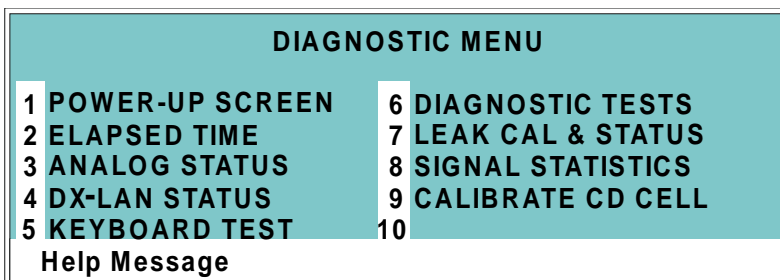 DIAGNOSTIC MENU
1 POWER-UP SCREEN
2 ELAPSED TIME
3 ANALOG STATUS
4 DX-LAN STATUS
5 KEYBOARD TEST
6 DIAGNOSTIC TESTS
7 LEAK CAL & STATUS
8 SIGNAL STATISTICS
9 CALIBRATE CD CELL
10
Help Message